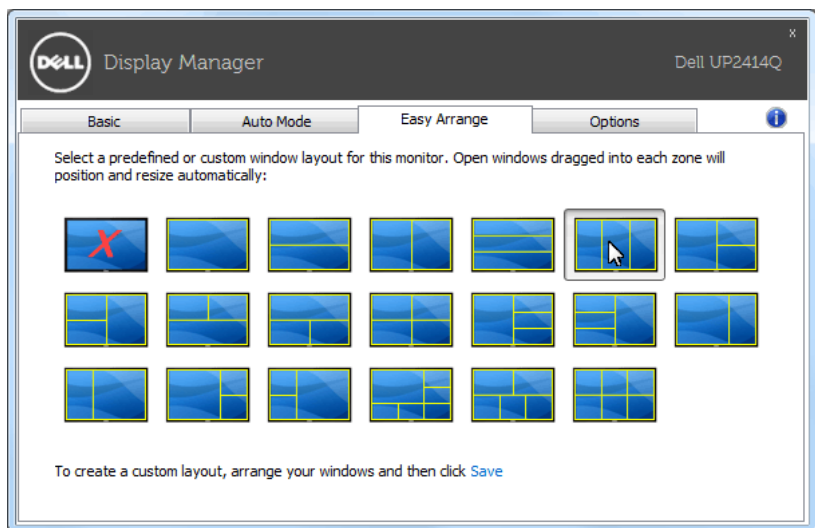 x
DELL
Display Manager
Dell UP2414Q
Basic
Auto Mode
Easy Arrange
Options
i
Select a predefined or custom window layout for this monitor. Open windows dragged into each zone will
position and resize automatically:
X
To create a custom layout, arrange your windows and then click Save